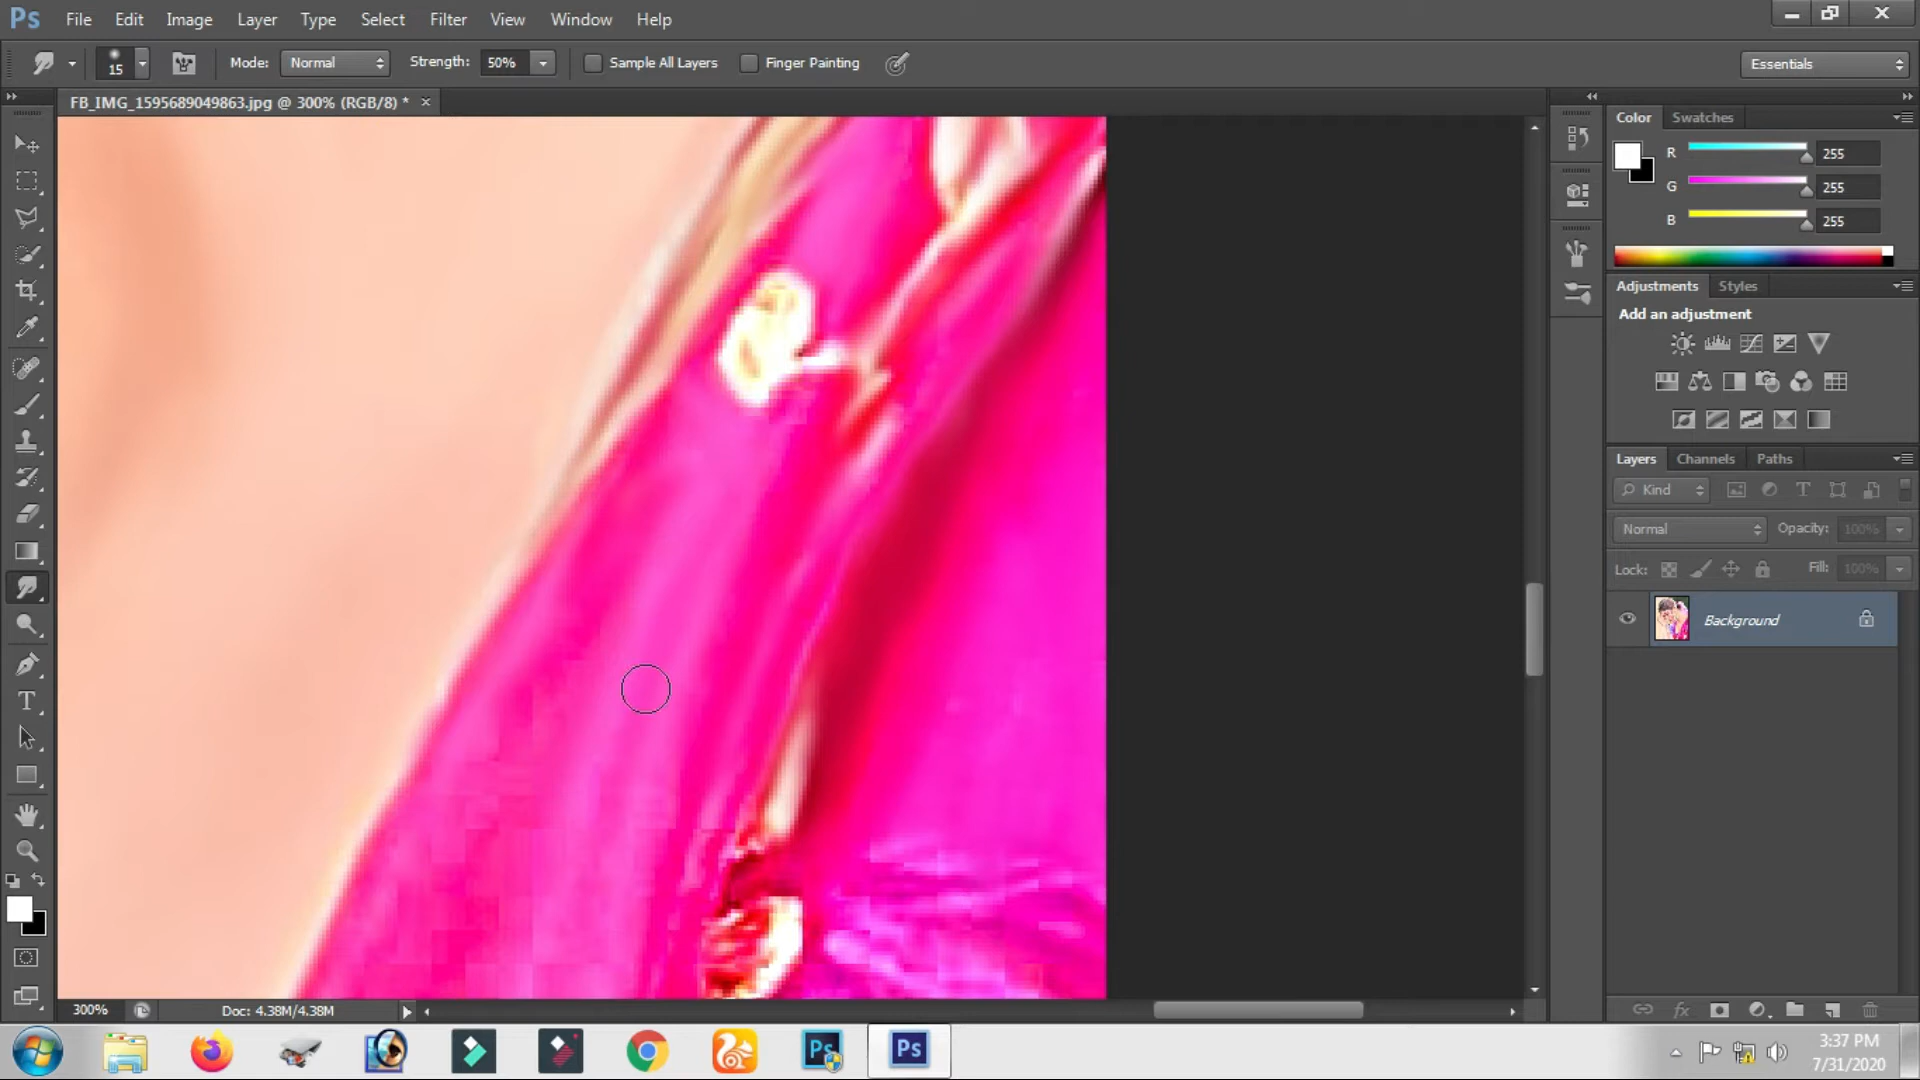 Ps File Edit Image Layer Type Select Filter View Window Help
15 Mode: Normal Strength: 50% Sample All Layers Finger Painting Essentials
FB_IMG_1595689049863.jpg @ 300% (RGB/8) *
Color Swatches
R 255
G 255
B 255
Adjustments Styles
Add an adjustment
Layers Channels Paths
Kind
Normal Opacity: 100%
Lock: Fill: 100%
Background
300% Doc: 4.38M/4.38M
Ps Ps
3:37 PM
7/31/2020